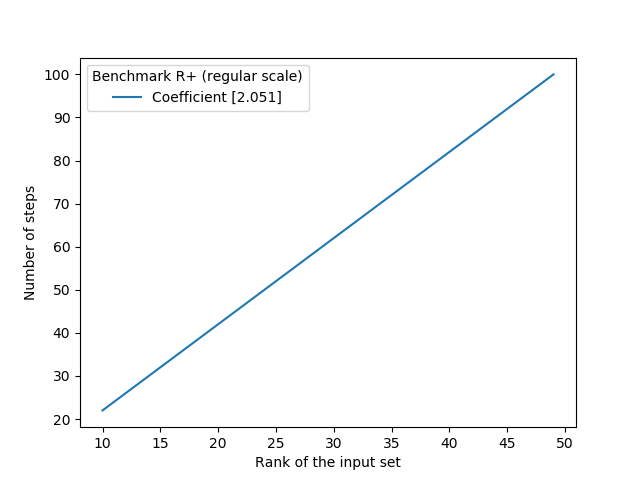 Benchmark R+ (regular scale)
Coefficient [2.051]
100
90
80
70
60
50
40
30
20
Number of steps
10 15 20 25 30 35 40 45 50
Rank of the input set